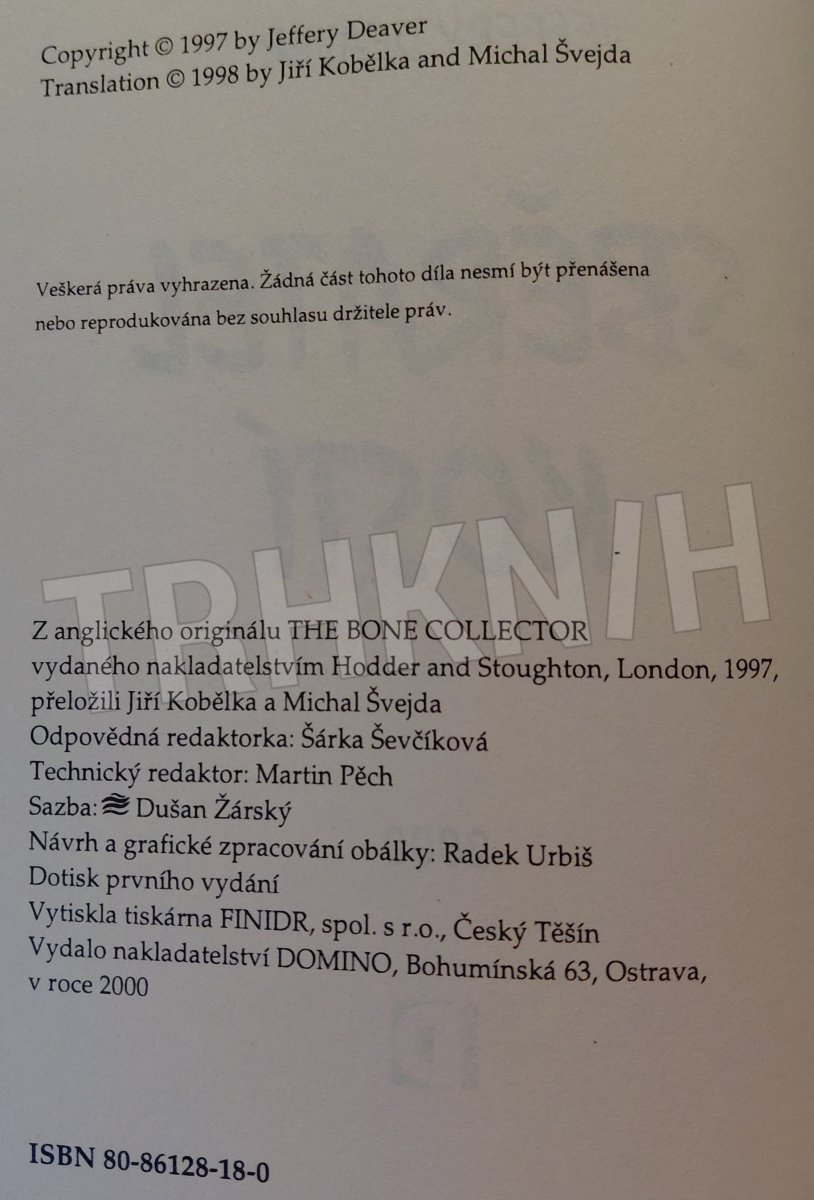 Copyright © 1997 by Jeffery Deaver
Translation © 1998 by Jiří Kobělka and Michal Švejda
Veškerá práva vyhrazena. Žádná část tohoto díla nesmí být přenášena
nebo reprodukována bez souhlasu držitele práv.
TRHKNIH
Z anglického originálu THE BONE COLLECTOR
vydaného nakladatelstvím Hodder and Stoughton, London, 1997,
přeložili Jiří Kobělka a Michal Švejda
Odpovědná redaktorka: Šárka Ševčíková
Technický redaktor: Martin Pěch
Sazba: Dušan Žárský
Návrh a grafické zpracování obálky: Radek Urbiš
Dotisk prvního vydání
Vytiskla tiskárna FINIDR, spol. s r.o., Český Těšín
Vydalo nakladatelství DOMINO, Bohumínská 63, Ostrava,
v roce 2000
ISBN 80-86128-18-0